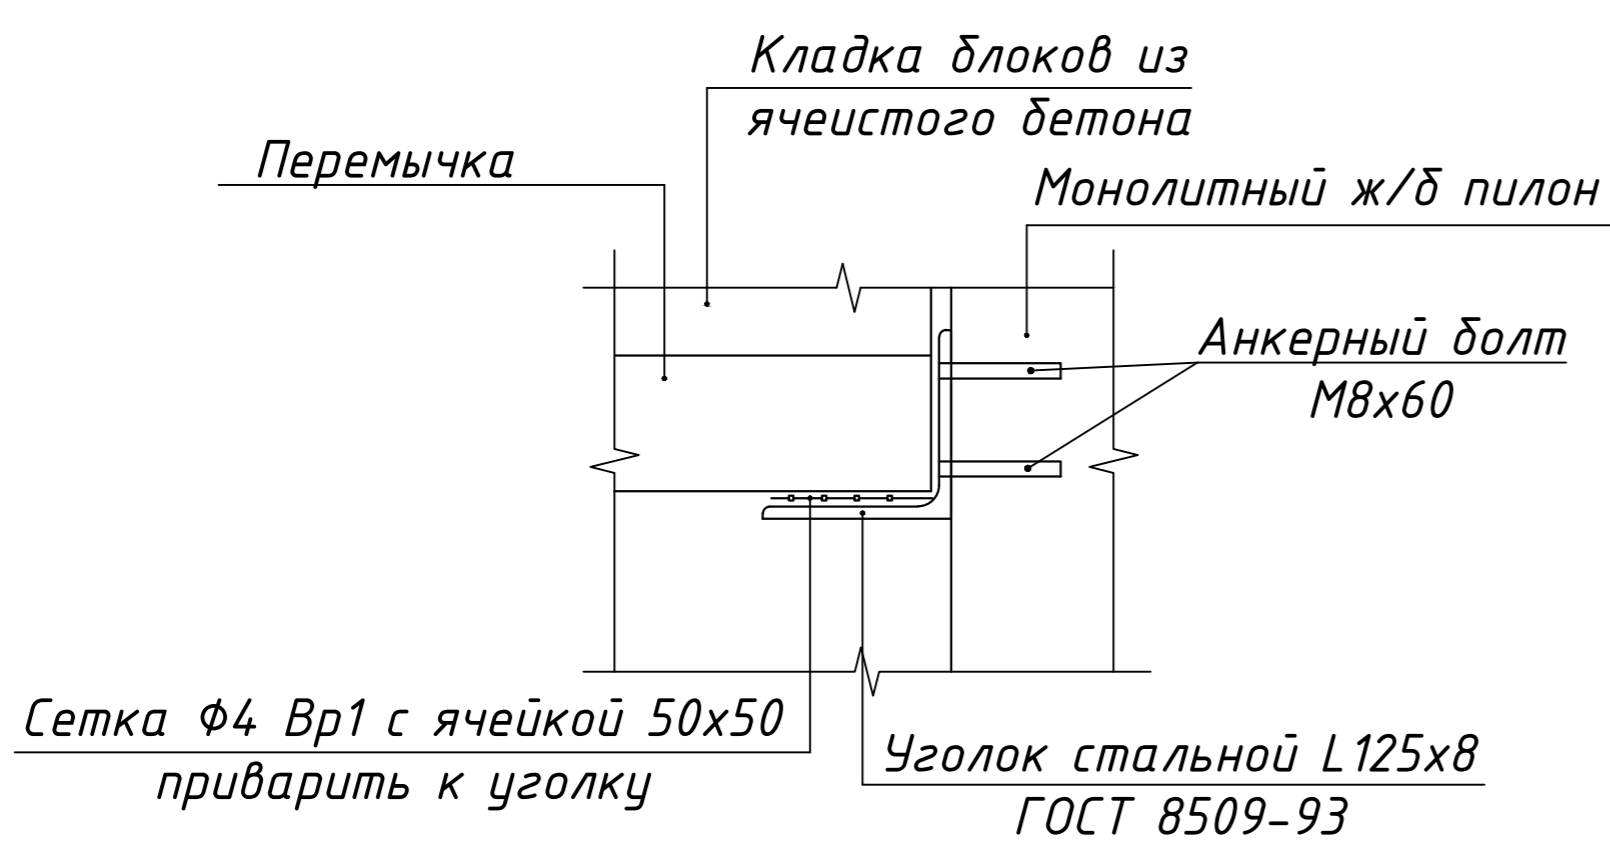 Кладка блоков из
ячеистого бетона
Перемычка
Монолитный ж/б пилон
Анкерный болт
М8х60
Сетка Ф4 Вр1 с ячейкой 50х50
приварить к уголку
Уголок стальной L125х8
ГОСТ 8509-93